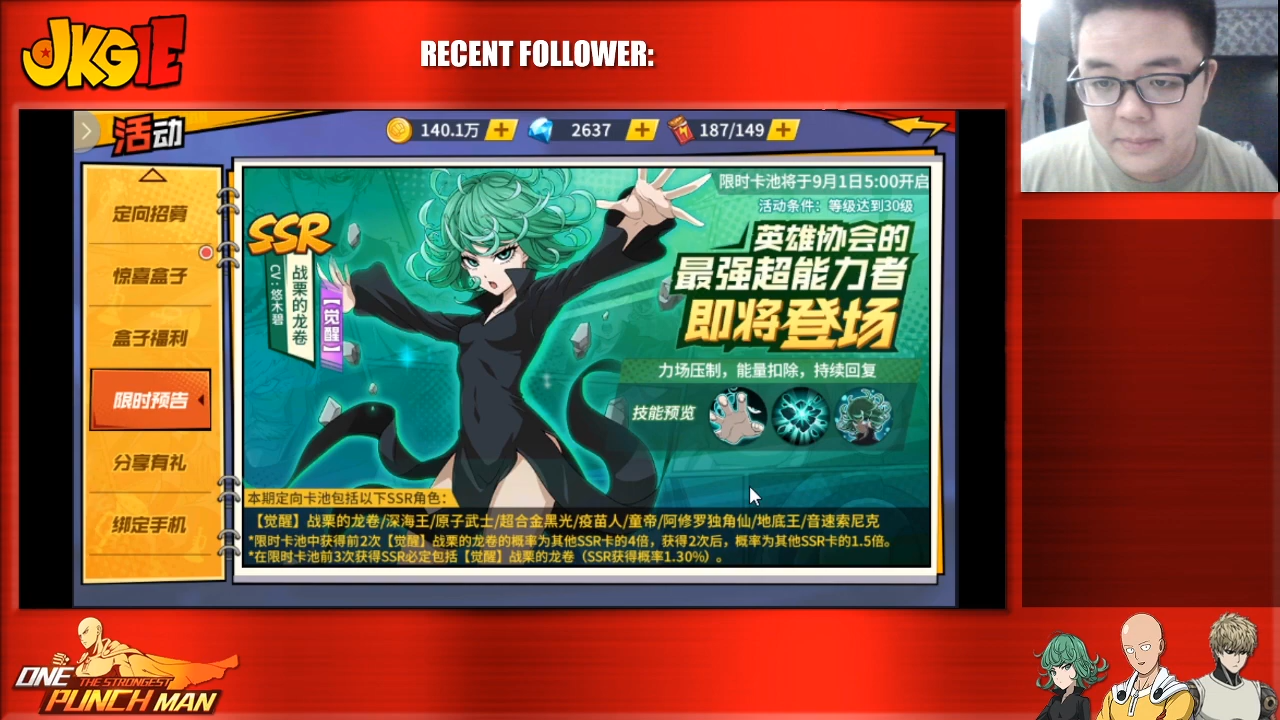 JKGIE
RECENT FOLLOWER:
活动
140.1万
2637
187/149
定向招募
惊喜盒子
盒子福利
限时预告
分享有礼
绑定手机
限时卡池将于9月1日5:00开启
活动条件：等级达到30级
SSR
战栗的龙卷
CV：悠木碧
【觉醒】
英雄协会的
最强超能力者
即将登场
力场压制，能量扣除，持续回复
技能预览
本期定向卡池包括以下SSR角色：
【觉醒】战栗的龙卷/深海王/原子武士/超合金黑光/疫苗人/童帝/阿修罗独角仙/地底王/音速索尼克
*限时卡池中获得前2次【觉醒】战栗的龙卷的概率为其他SSR卡的4倍，获得2次后，概率为其他SSR卡的1.5倍。
*在限时卡池前3次获得SSR必定包括【觉醒】战栗的龙卷（SSR获得概率1.30%）。
ONE
THE STRONGEST
PUNCH MAN